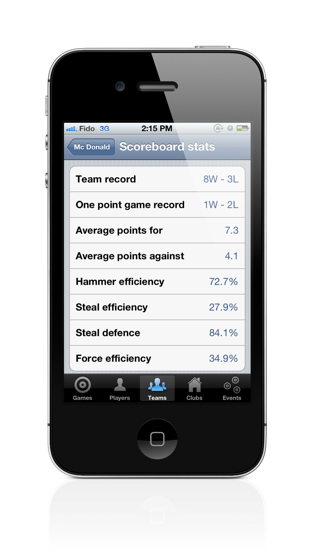 Fido 3G 2:15 PM
Mc Donald Scoreboard stats
Team record 8W - 3L
One point game record 1W - 2L
Average points for 7.3
Average points against 4.1
Hammer efficiency 72.7%
Steal efficiency 27.9%
Steal defence 84.1%
Force efficiency 34.9%
Games Players Teams Clubs Events